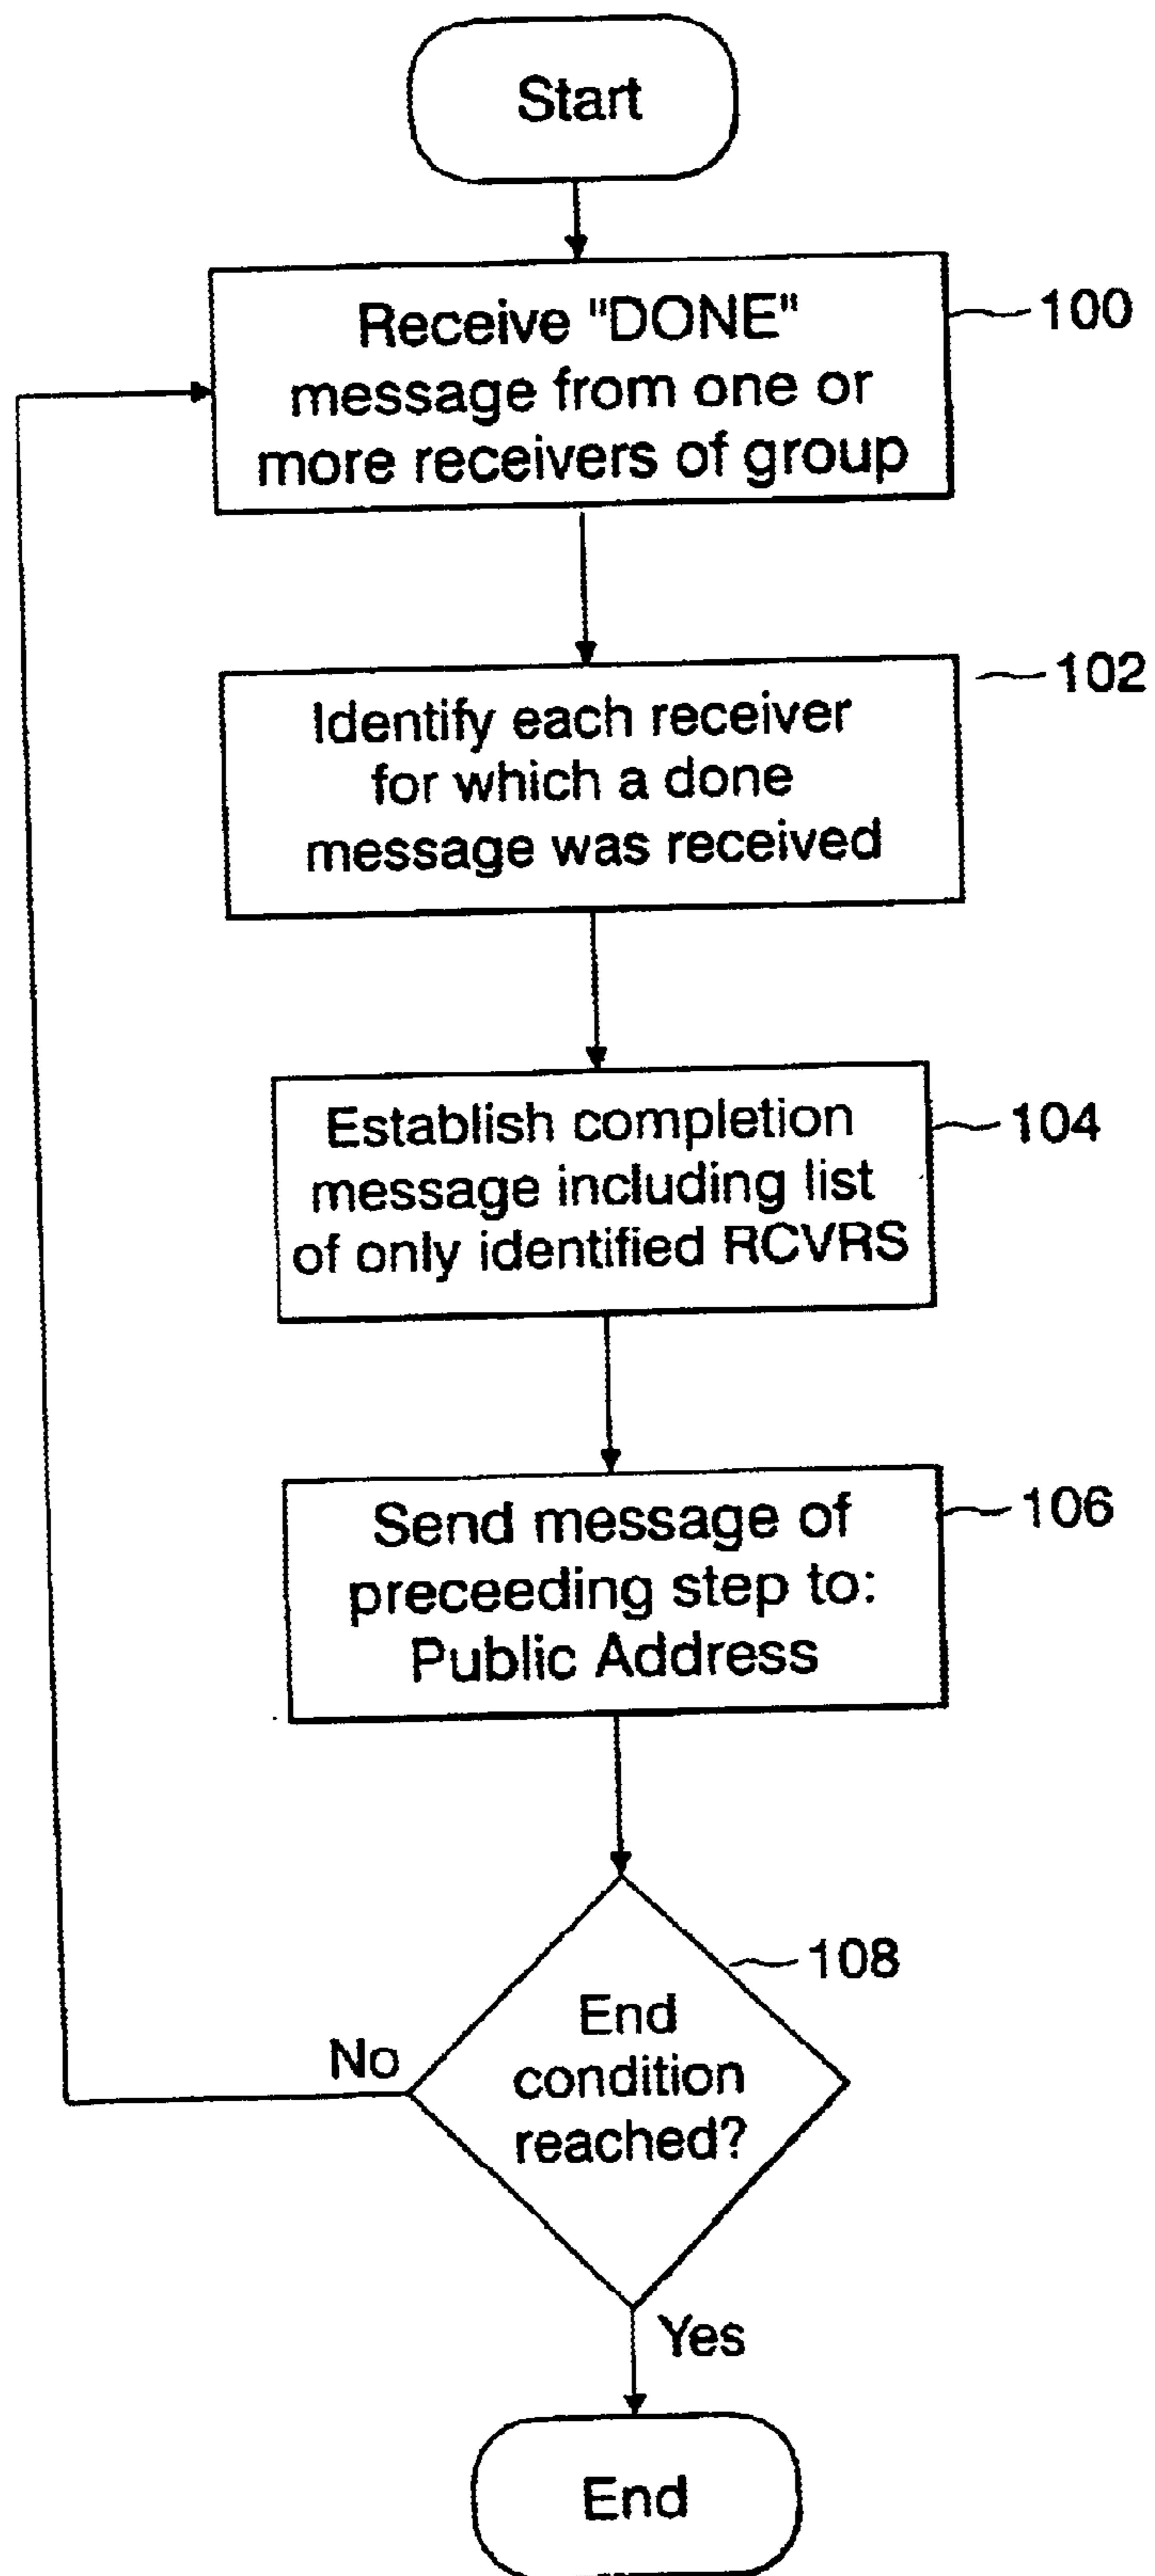 Start
Receive "DONE"
message from one or
more receivers of group
100
Identify each receiver
for which a done
message was received
102
Establish completion
message including list
of only identified RCVRS
104
Send message of
preceeding step to:
Public Address
106
108
End
condition
reached?
No
Yes
End